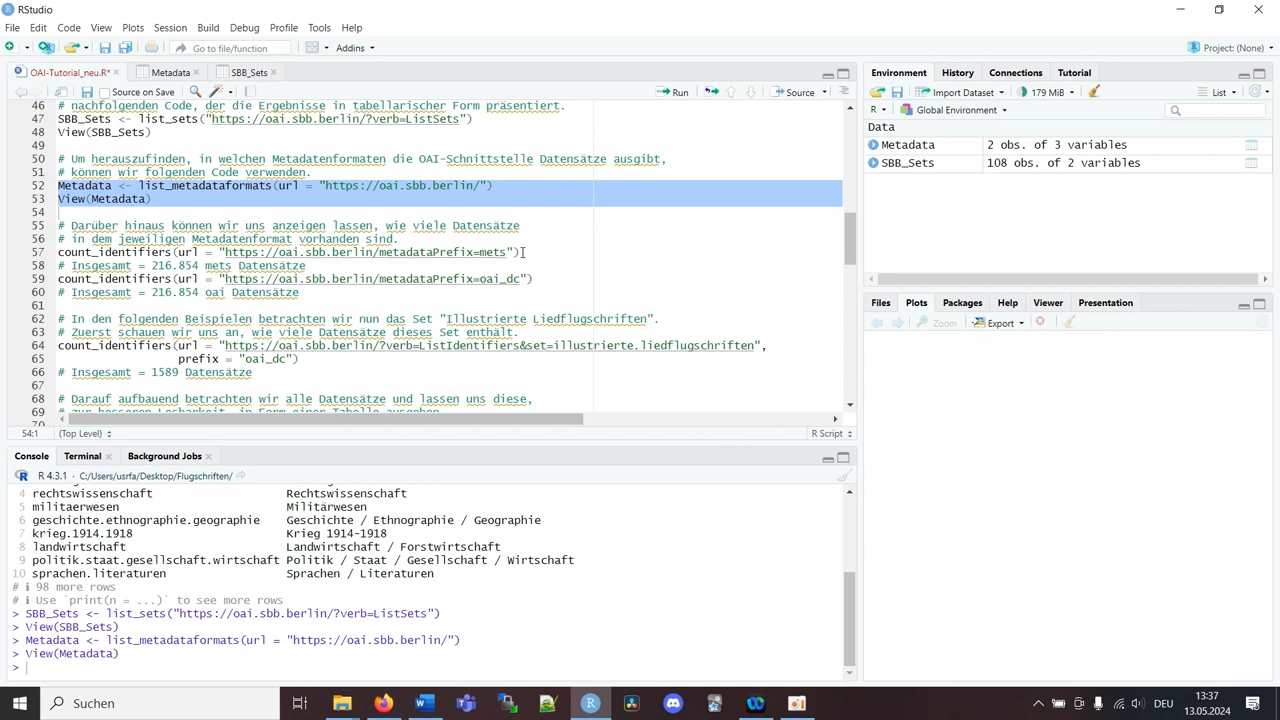 RStudio
File Edit Code View Plots Session Build Debug Profile Tools Help
Go to file/function Addins Project: (None)
OAI-Tutorial_neu.R* Metadata SBB_Sets
Source on Save Run Source
46 # nachfolgenden Code, der die Ergebnisse in tabellarischer Form präsentiert.
47 SBB_Sets <- list_sets("https://oai.sbb.berlin/?verb=ListSets")
48 View(SBB_Sets)
49
50 # Um herauszufinden, in welchen Metadatenformaten die OAI-Schnittstelle Datensätze ausgibt,
51 # können wir folgenden Code verwenden.
52 Metadata <- list_metadataformats(url = "https://oai.sbb.berlin/")
53 View(Metadata)
54
55 # Darüber hinaus können wir uns anzeigen lassen, wie viele Datensätze
56 # in dem jeweiligen Metadatenformat vorhanden sind.
57 count_identifiers(url = "https://oai.sbb.berlin/metadataPrefix=mets")
58 # Insgesamt = 216.854 mets Datensätze
59 count_identifiers(url = "https://oai.sbb.berlin/metadataPrefix=oai_dc")
60 # Insgesamt = 216.854 oai Datensätze
61
62 # In den folgenden Beispielen betrachten wir nun das Set "Illustrierte Liedflugschriften".
63 # Zuerst schauen wir uns an, wie viele Datensätze dieses Set enthält.
64 count_identifiers(url = "https://oai.sbb.berlin/?verb=ListIdentifiers&set=illustrierte.liedflugschriften",
65 prefix = "oai_dc")
66 # Insgesamt = 1589 Datensätze
67
68 # Darauf aufbauend betrachten wir alle Datensätze und lassen uns diese,
69 # zur besseren Lesbarkeit, in Form einer Tabelle ausgeben.
70
54:1 (Top Level) R Script
Console Terminal Background Jobs
R 4.3.1 · C:/Users/usrfa/Desktop/Flugschriften/
4 rechtswissenschaft Rechtswissenschaft
5 militaerwesen Militärwesen
6 geschichte.ethnographie.geographie Geschichte / Ethnographie / Geographie
7 krieg.1914.1918 Krieg 1914-1918
8 landwirtschaft Landwirtschaft / Forstwirtschaft
9 politik.staat.gesellschaft.wirtschaft Politik / Staat / Gesellschaft / Wirtschaft
10 sprachen.literaturen Sprachen / Literaturen
# ℹ 98 more rows
# ℹ Use `print(n = ...)` to see more rows
> SBB_Sets <- list_sets("https://oai.sbb.berlin/?verb=ListSets")
> View(SBB_Sets)
> Metadata <- list_metadataformats(url = "https://oai.sbb.berlin/")
> View(Metadata)
>
Environment History Connections Tutorial
Import Dataset 179 MiB List
R Global Environment
Data
Metadata 2 obs. of 3 variables
SBB_Sets 108 obs. of 2 variables
Files Plots Packages Help Viewer Presentation
Zoom Export
Suchen
DEU
13:37
13.05.2024